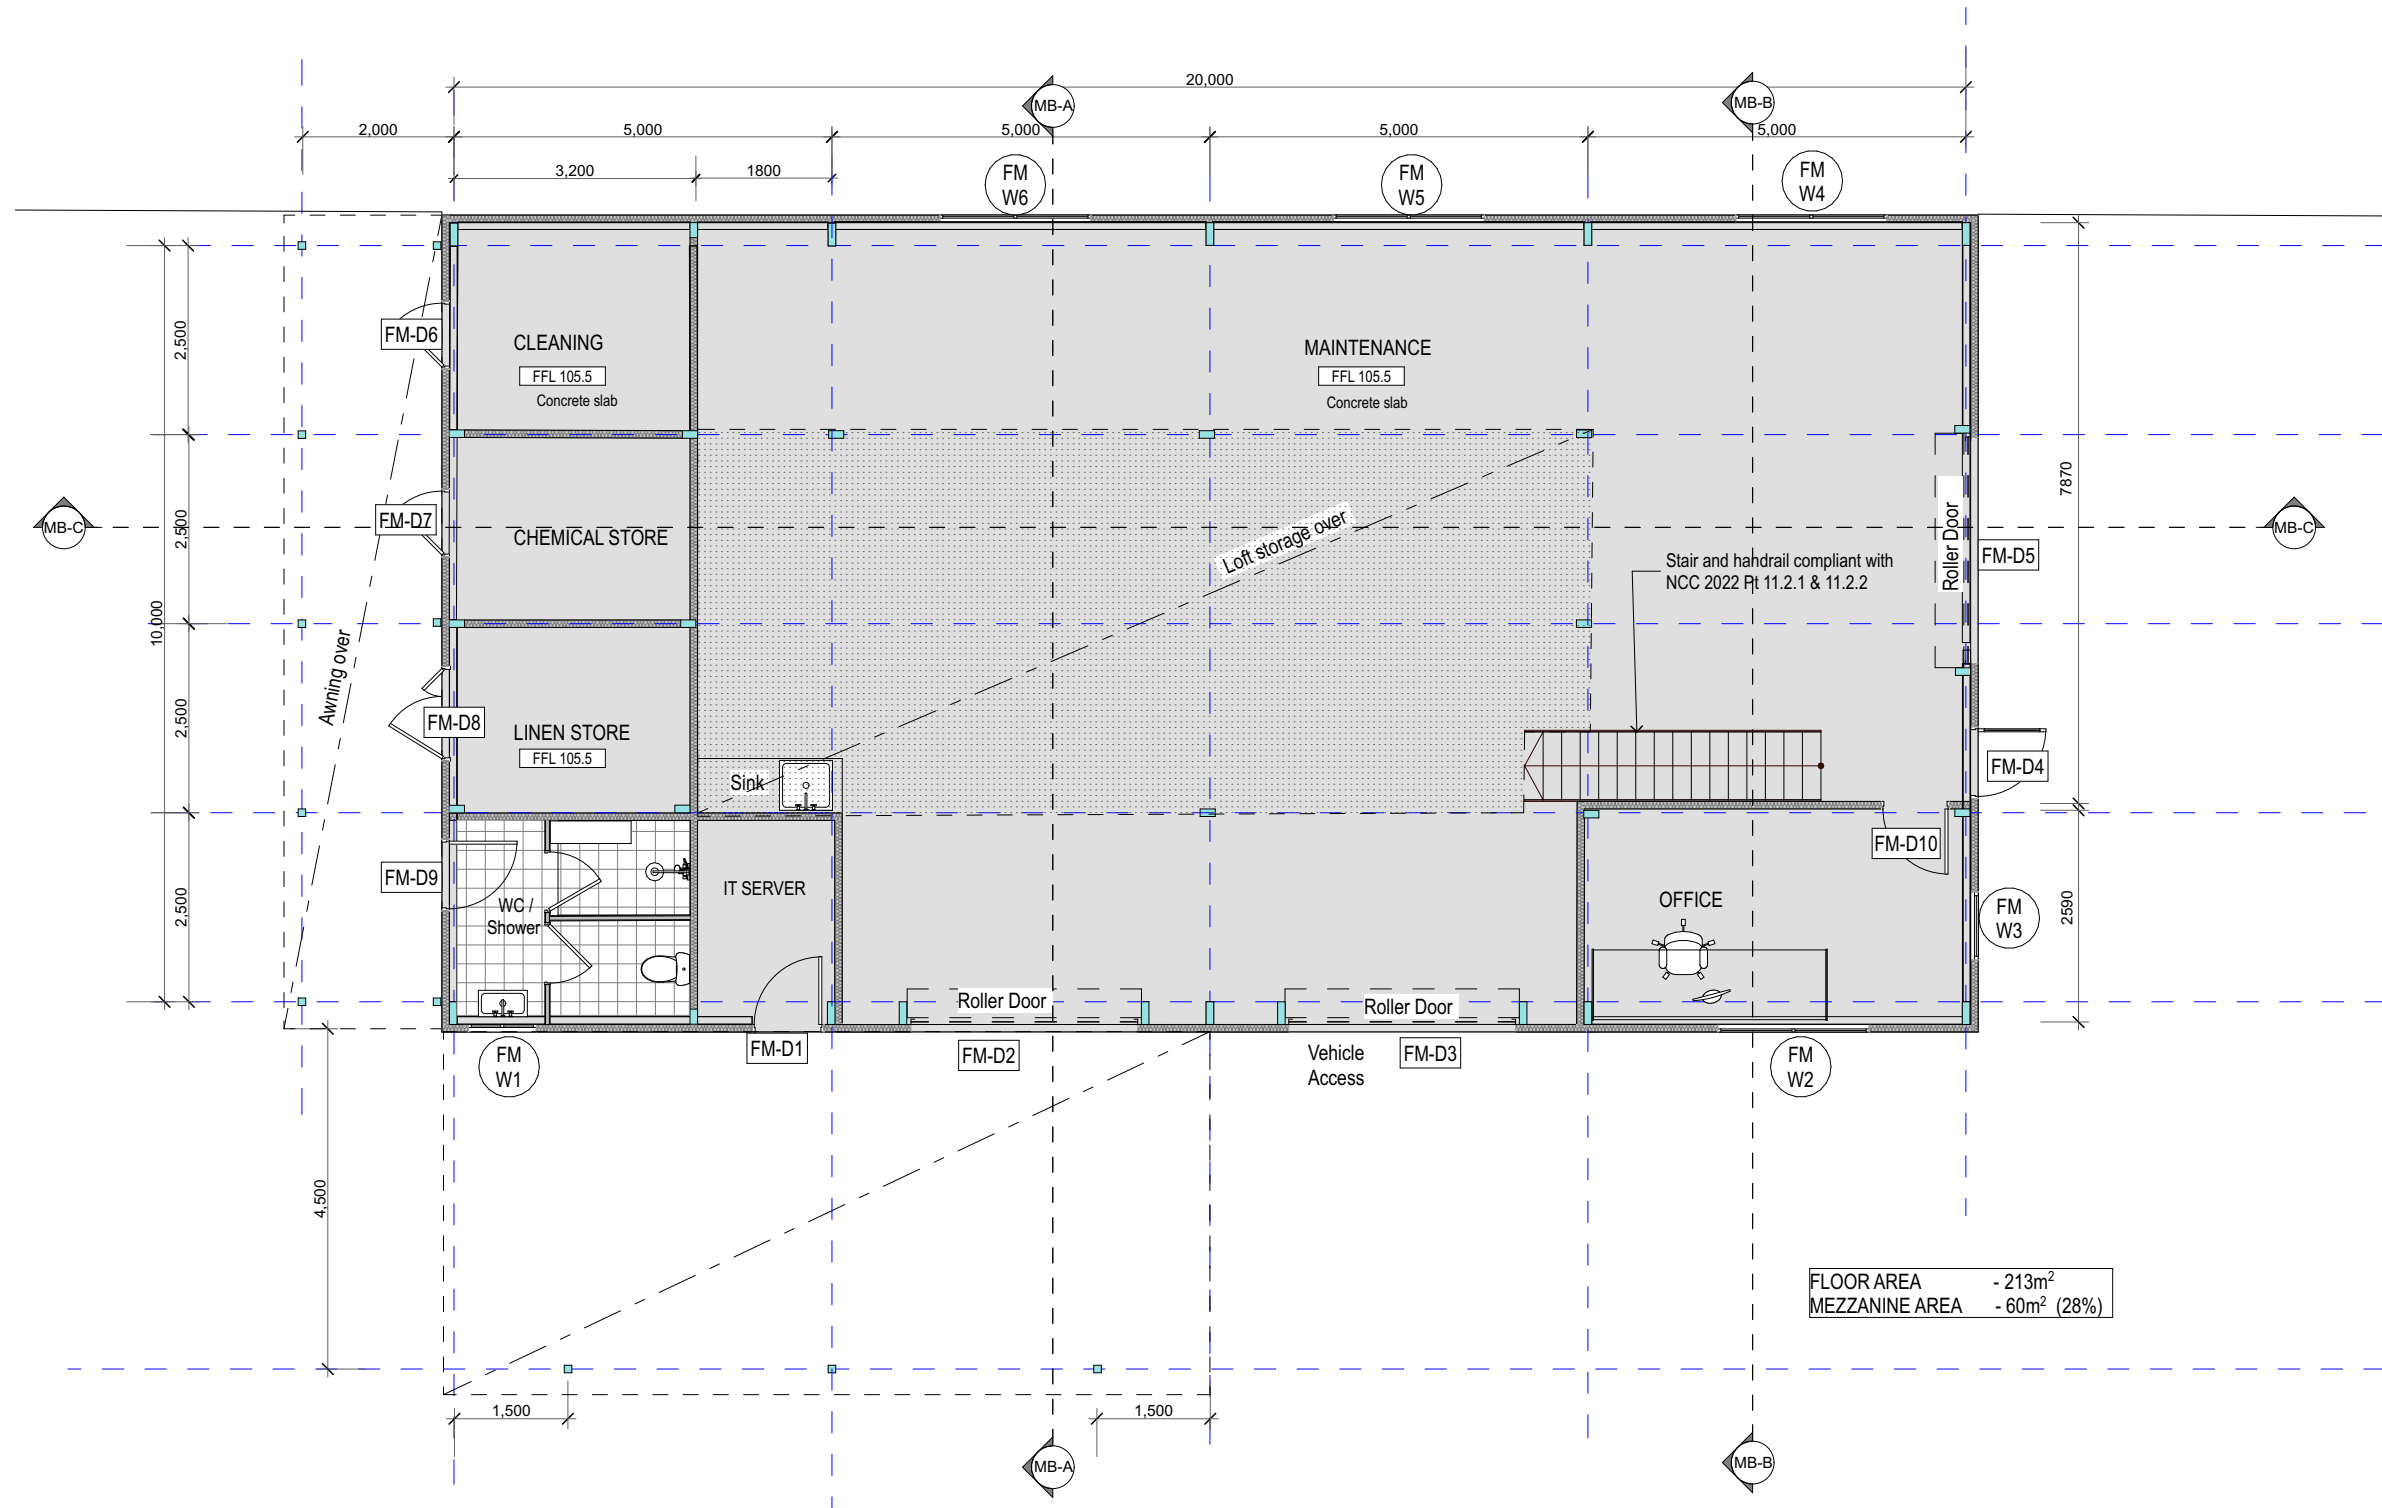 20,000
MB-A
MB-B
2,000
5,000
5,000
5,000
5,000
3,200
1800
FM
W6
FM
W5
FM
W4
FM-D6
CLEANING
FFL 105.5
Concrete slab
MAINTENANCE
FFL 105.5
Concrete slab
2,500
7870
MB-C
FM-D7
2,500
CHEMICAL STORE
Loft storage over
Stair and handrail compliant with
NCC 2022 Pt 11.2.1 & 11.2.2
Roller Door
FM-D5
MB-C
10,000
Awning over
2,500
FM-D8
LINEN STORE
FFL 105.5
Sink
FM-D4
FM-D10
FM-D9
2,500
WC /
Shower
IT SERVER
OFFICE
FM
W3
2590
Roller Door
Roller Door
FM
W1
FM-D1
FM-D2
Vehicle
Access
FM-D3
FM
W2
4,500
FLOOR AREA - 213m²
MEZZANINE AREA - 60m² (28%)
1,500
1,500
MB-A
MB-B